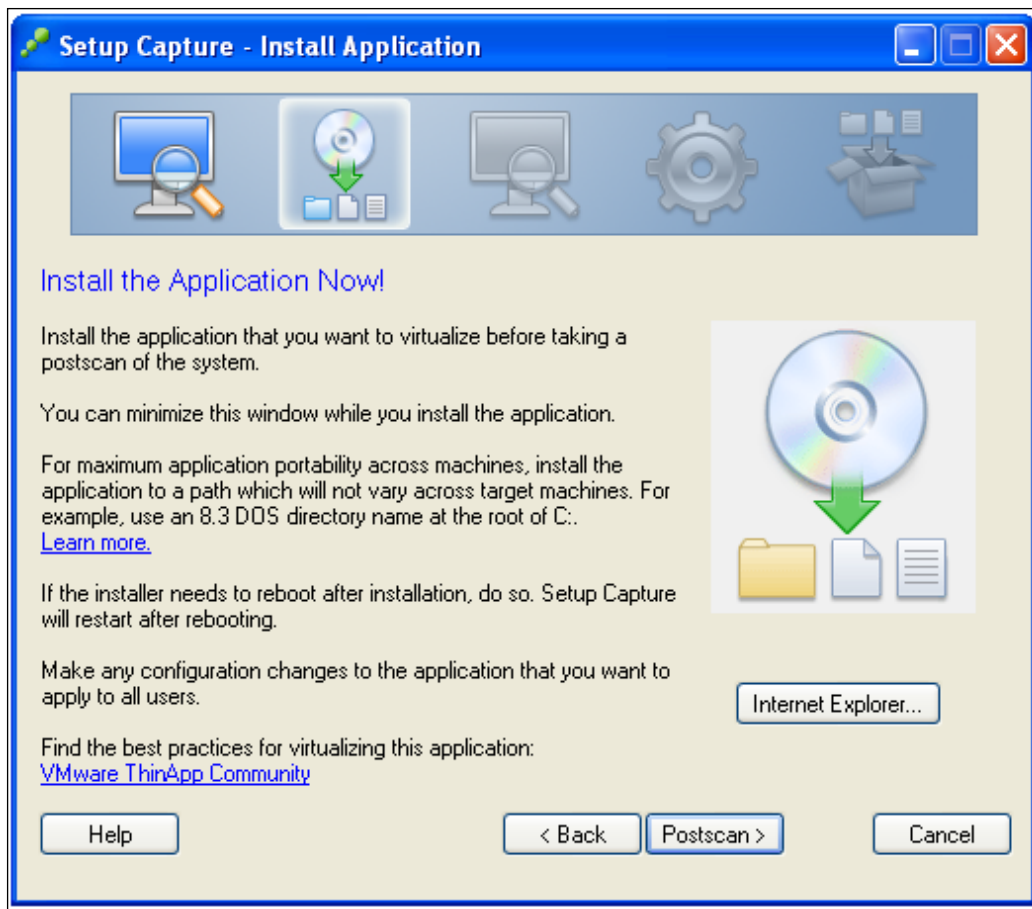 Setup Capture - Install Application
Install the Application Now!
Install the application that you want to virtualize before taking a
postscan of the system.
You can minimize this window while you install the application.
For maximum application portability across machines, install the
application to a path which will not vary across target machines. For
example, use an 8.3 DOS directory name at the root of C:.
Learn more.
If the installer needs to reboot after installation, do so. Setup Capture
will restart after rebooting.
Make any configuration changes to the application that you want to
apply to all users.
Internet Explorer...
Find the best practices for virtualizing this application:
VMware ThinApp Community
Help
< Back
Postscan >
Cancel